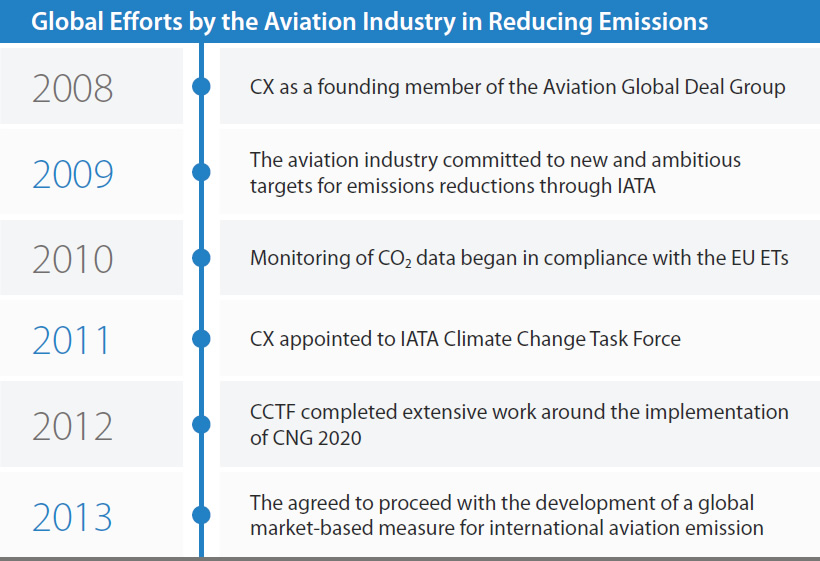 Global Efforts by the Aviation Industry in Reducing Emissions
2008
CX as a founding member of the Aviation Global Deal Group
2009
The aviation industry committed to new and ambitious
targets for emissions reductions through IATA
2010
Monitoring of CO₂ data began in compliance with the EU ETs
2011
CX appointed to IATA Climate Change Task Force
2012
CCTF completed extensive work around the implementation
of CNG 2020
2013
The agreed to proceed with the development of a global
market-based measure for international aviation emission